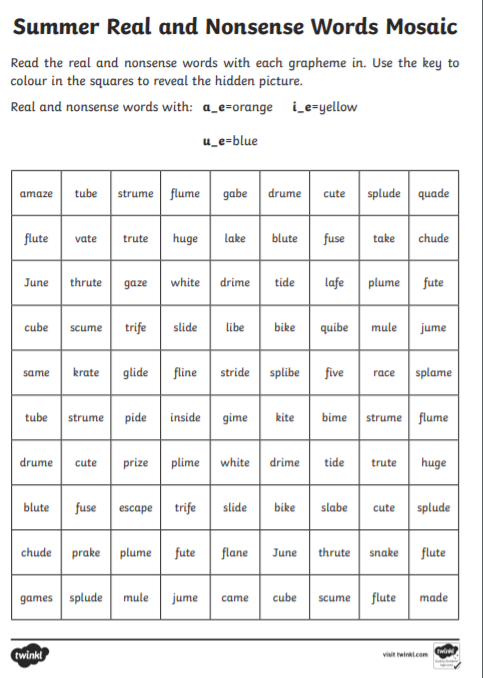 Summer Real and Nonsense Words Mosaic
Read the real and nonsense words with each grapheme in. Use the key to
colour in the squares to reveal the hidden picture.
Real and nonsense words with: a_e=orange i_e=yellow
u_e=blue
amaze tube strume flume gabe drume cute splude quade
flute vate trute huge lake blute fuse take chude
June thrute gaze white drime tide lafe plume fute
cube scume trife slide libe bike quibe mule jume
same krate glide fline stride splibe five race splame
tube strume pide inside gime kite bime strume flume
drume cute prize plime white drime tide trute huge
blute fuse escape trife slide bike slabe cute splude
chude prake plume fute flane June thrute snake flute
games splude mule jume came cube scume flute made
twinkl visit twinkl.com twinkl